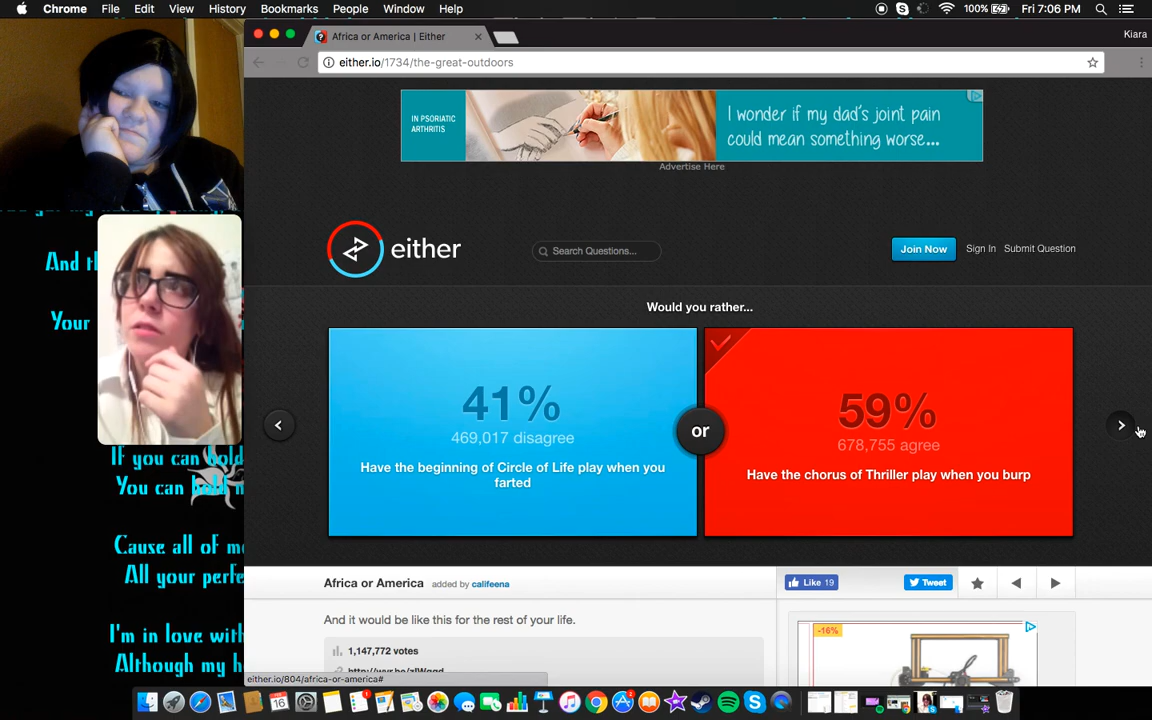 Chrome File Edit View History Bookmarks People Window Help 100% Fri 7:06 PM
Africa or America | Either
Kiara
either.io/1734/the-great-outdoors
IN PSORIATIC
ARTHRITIS
I wonder if my dad's joint pain
could mean something worse...
Advertise Here
either
Search Questions...
Join Now Sign In Submit Question
Would you rather...
41%
469,017 disagree
Have the beginning of Circle of Life play when you
farted
or
59%
678,755 agree
Have the chorus of Thriller play when you burp
And th
Your
If you can hold
You can hold m
Cause all of me
All your perfe
I'm in love with
Although my he
Africa or America added by califeena
Like 19
Tweet
And it would be like this for the rest of your life.
1,147,772 votes
-16%
either.io/804/africa-or-america#
16